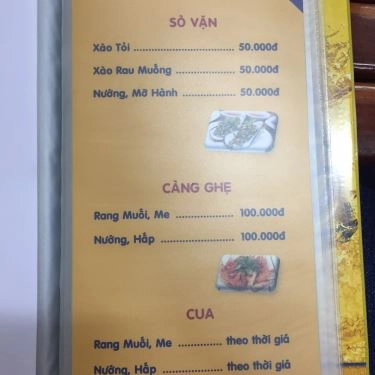 SÒ VẶN
Xào Tỏi .......................... 50.000đ
Xào Rau Muống .............. 50.000đ
Nướng, Mỡ Hành ............ 50.000đ
CÀNG GHẸ
Rang Muối, Me ............... 100.000đ
Nướng, Hấp .................... 100.000đ
CUA
Rang Muối, Me ............ theo thời giá
Nướng, Hấp ................. theo thời giá